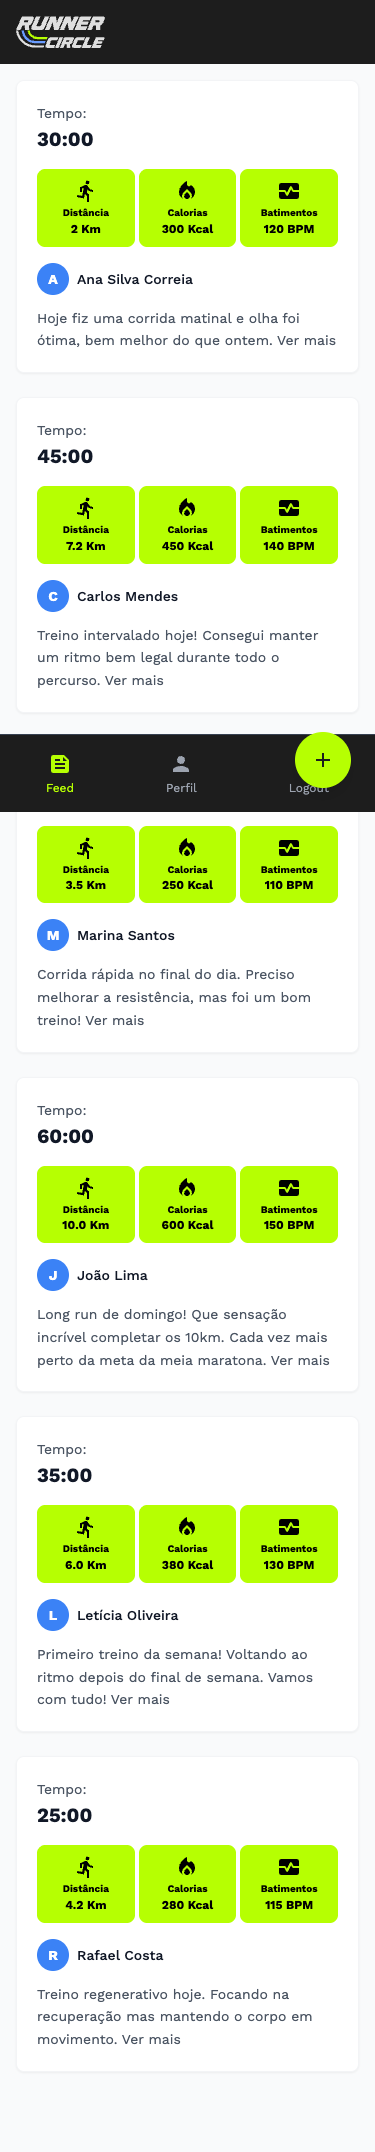 RUNNER
CIRCLE
Tempo:
30:00
Distância Calorias Batimentos
2 Km 300 Kcal 120 BPM
A Ana Silva Correia
Hoje fiz uma corrida matinal e olha foi
ótima, bem melhor do que ontem. Ver mais
Tempo:
45:00
Distância Calorias Batimentos
7.2 Km 450 Kcal 140 BPM
C Carlos Mendes
Treino intervalado hoje! Consegui manter
um ritmo bem legal durante todo o
percurso. Ver mais
Feed Perfil Logout
Distância Calorias Batimentos
3.5 Km 250 Kcal 110 BPM
M Marina Santos
Corrida rápida no final do dia. Preciso
melhorar a resistência, mas foi um bom
treino! Ver mais
Tempo:
60:00
Distância Calorias Batimentos
10.0 Km 600 Kcal 150 BPM
J João Lima
Long run de domingo! Que sensação
incrível completar os 10km. Cada vez mais
perto da meta da meia maratona. Ver mais
Tempo:
35:00
Distância Calorias Batimentos
6.0 Km 380 Kcal 130 BPM
L Letícia Oliveira
Primeiro treino da semana! Voltando ao
ritmo depois do final de semana. Vamos
com tudo! Ver mais
Tempo:
25:00
Distância Calorias Batimentos
4.2 Km 280 Kcal 115 BPM
R Rafael Costa
Treino regenerativo hoje. Focando na
recuperação mas mantendo o corpo em
movimento. Ver mais